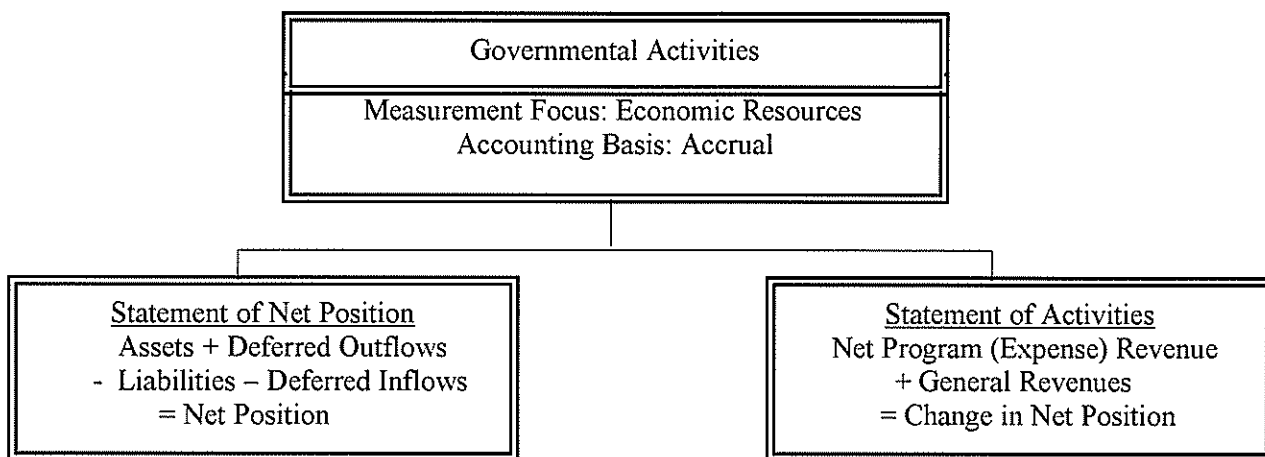 Governmental Activities
Measurement Focus: Economic Resources
Accounting Basis: Accrual
Statement of Net Position
Assets + Deferred Outflows
- Liabilities – Deferred Inflows
= Net Position
Statement of Activities
Net Program (Expense) Revenue
+ General Revenues
= Change in Net Position